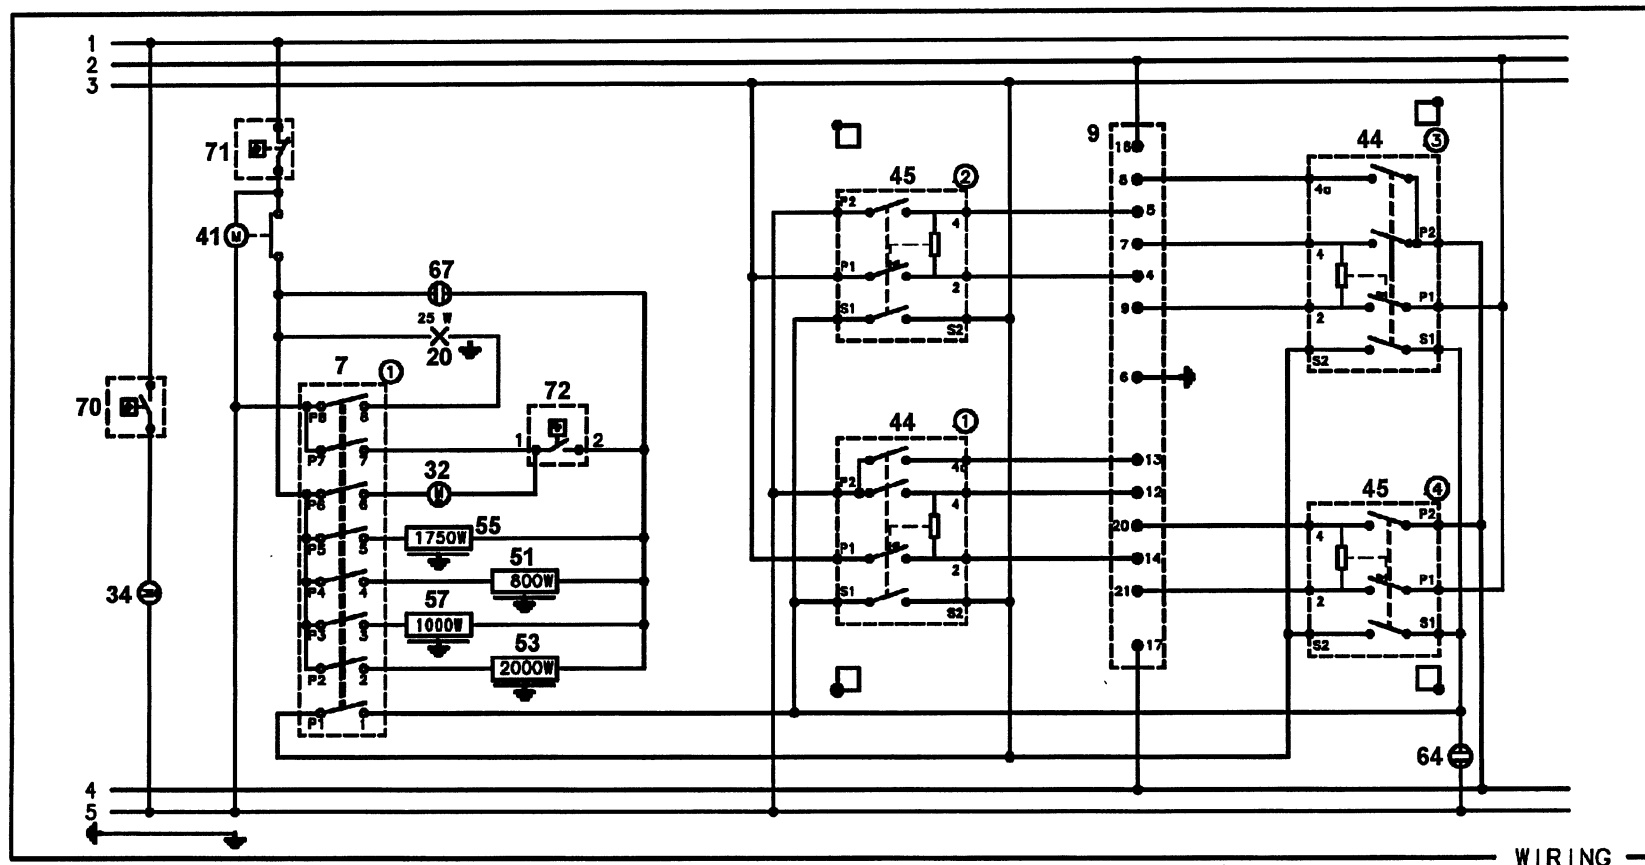 1
2
3
71
41 M
67
25 W
20
7 1
P8 8
P7 7
P6 6
P5 5
P4 4
P3 3
P2 2
P1 1
72
1 2
32
1750W 55
51
800W
57
1000W
53
2000W
70
34
45 2
P2 4
P1 2
S1 S2
44 1
4a
P2 4
P1 2
S1 S2
9
18
8
5
7
4
9
6
13
12
20
14
21
17
44 3
4a
4 P2
2 P1
S2 S1
45 4
4 P2
2 P1
S2 S1
64
4
5
WIRING